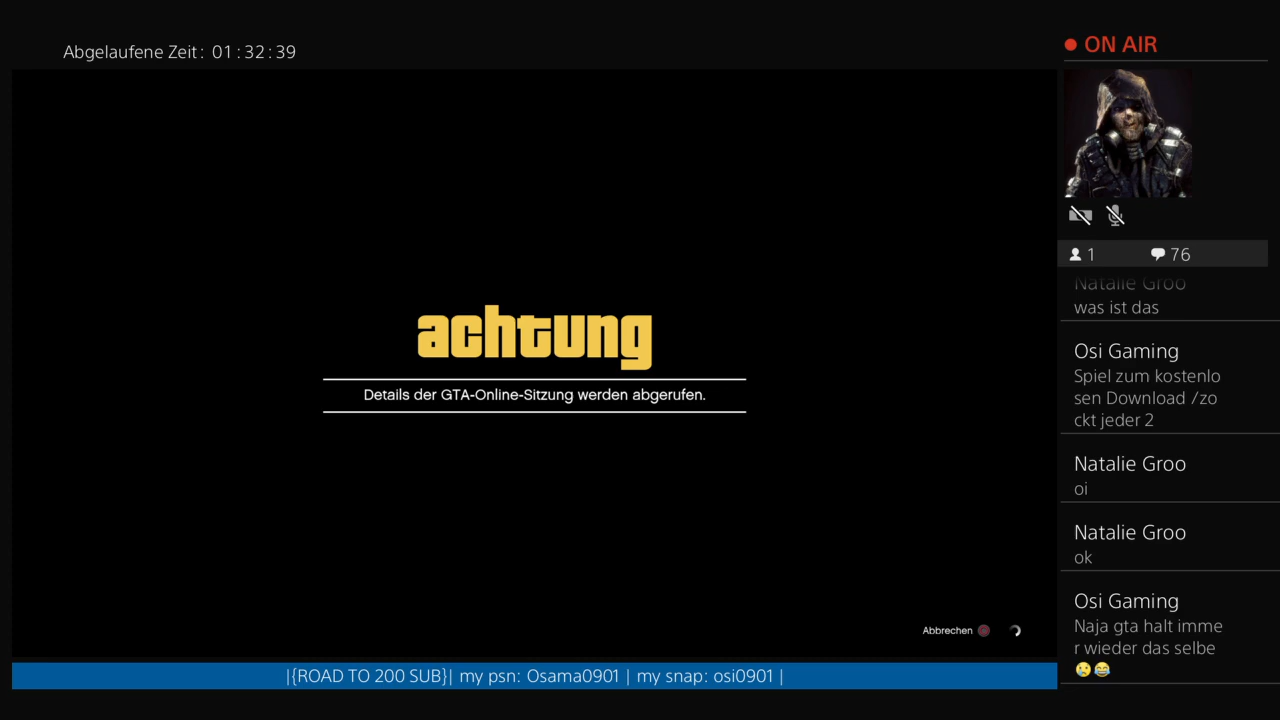 Abgelaufene Zeit: 01:32:39
ON AIR
1 76
Natalie Groo
was ist das
Osi Gaming
Spiel zum kostenlo
sen Download /zo
ckt jeder 2
Natalie Groo
oi
Natalie Groo
ok
Osi Gaming
Naja gta halt imme
r wieder das selbe
😢😂
achtung
Details der GTA-Online-Sitzung werden abgerufen.
Abbrechen
|{ROAD TO 200 SUB}| my psn: Osama0901 | my snap: osi0901 |